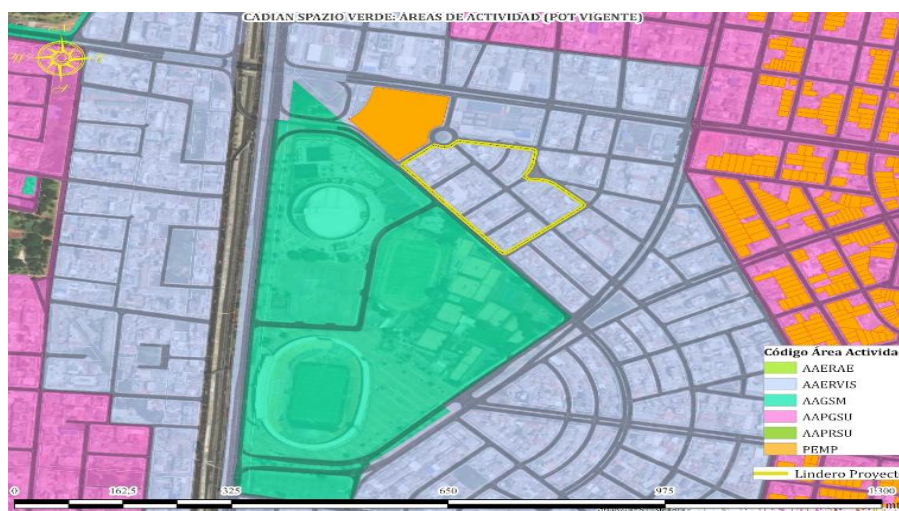 CADIAN SPAZIO VERDE: ÁREAS DE ACTIVIDAD (POT VIGENTE)
Código Área Activida
AAERAE
AAERVIS
AAGSM
AAPGSU
AAPRSU
PEMP
Lindero Proyect
0 162,5 325 650 975 1:300
m